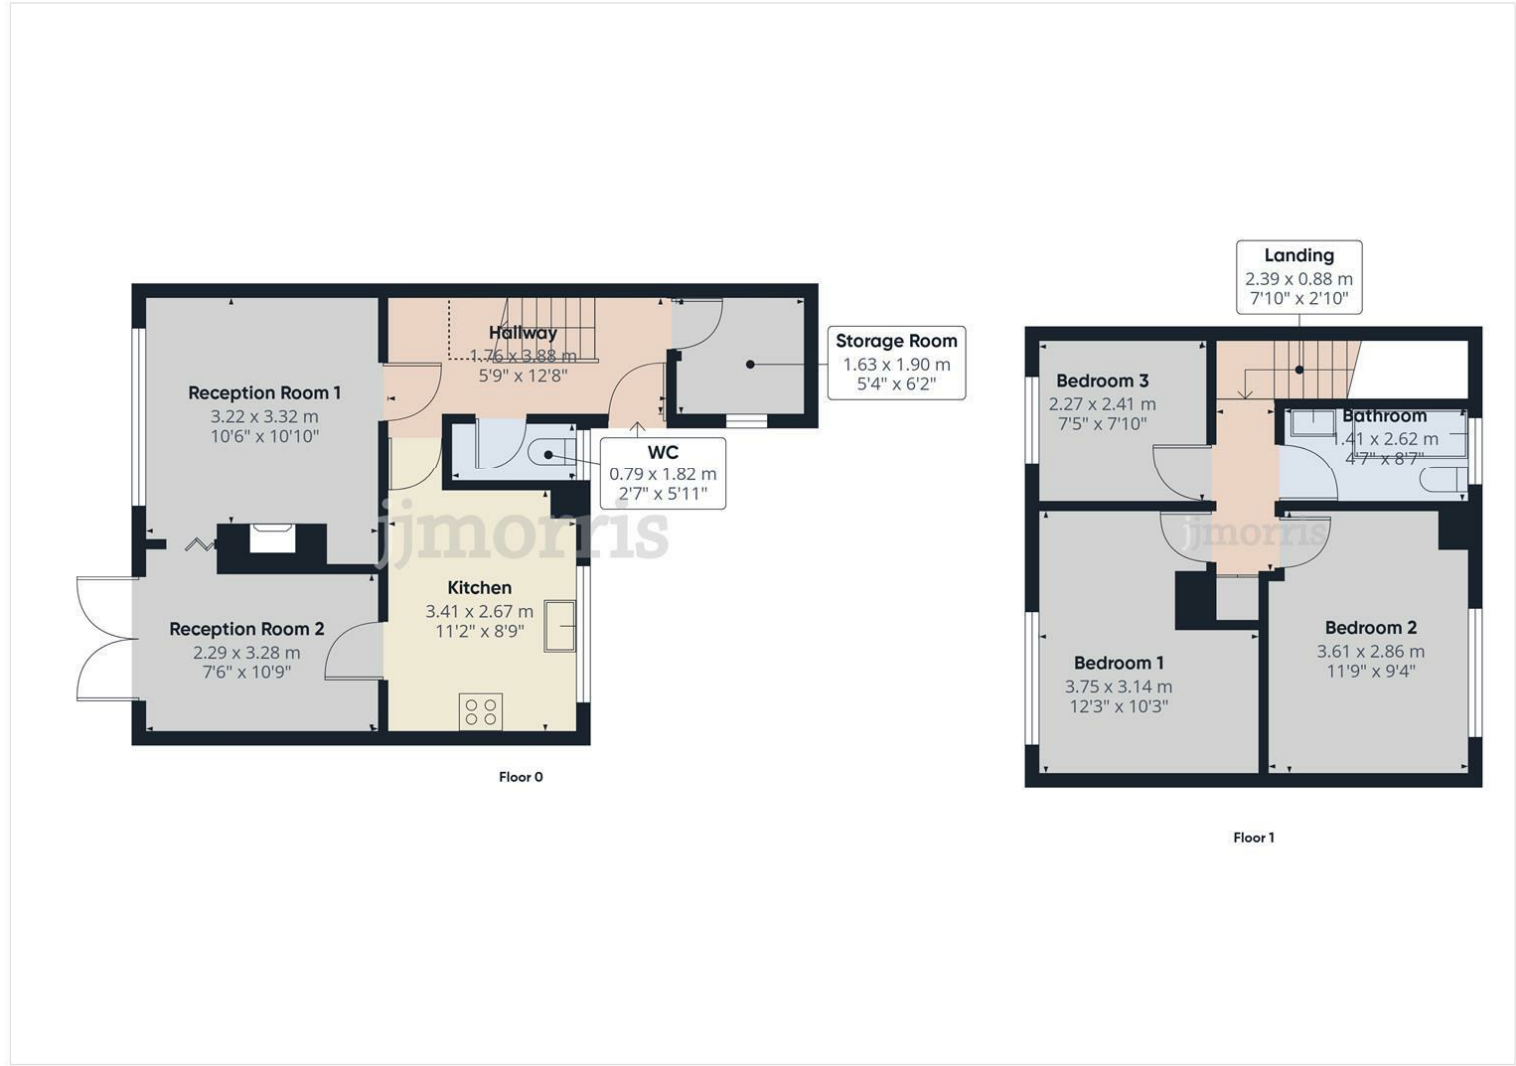 Landing
2.39 x 0.88 m
7'10" x 2'10"
Hallway
1.76 x 3.88 m
5'9" x 12'8"
Storage Room
1.63 x 1.90 m
5'4" x 6'2"
Reception Room 1
3.22 x 3.32 m
10'6" x 10'10"
WC
0.79 x 1.82 m
2'7" x 5'11"
jjmorris
Kitchen
3.41 x 2.67 m
11'2" x 8'9"
Reception Room 2
2.29 x 3.28 m
7'6" x 10'9"
Floor 0
Bedroom 3
2.27 x 2.41 m
7'5" x 7'10"
Bathroom
1.41 x 2.62 m
4'7" x 8'7"
jjmorris
Bedroom 2
3.61 x 2.86 m
11'9" x 9'4"
Bedroom 1
3.75 x 3.14 m
12'3" x 10'3"
Floor 1